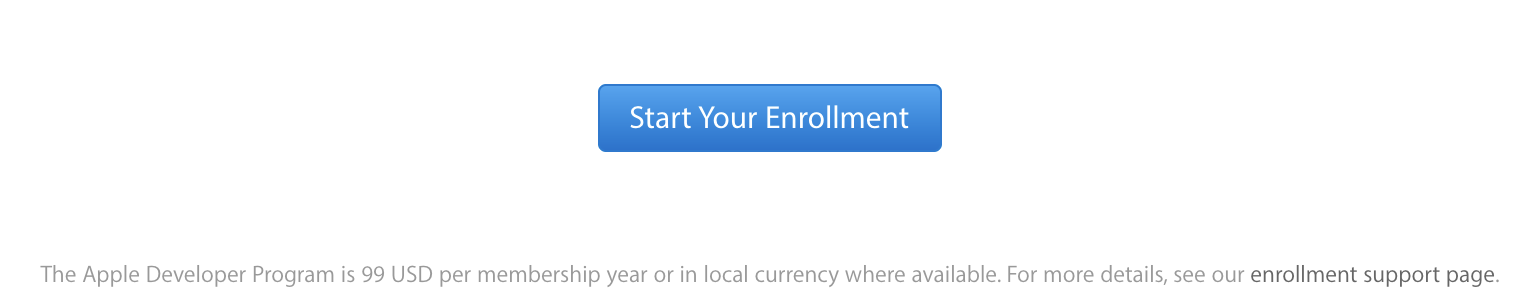 Start Your Enrollment
The Apple Developer Program is 99 USD per membership year or in local currency where available. For more details, see our enrollment support page.